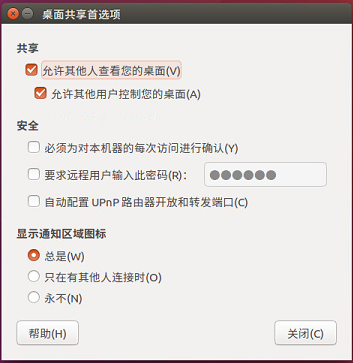 桌面共享首选项
共享
允许其他人查看您的桌面(V)
允许其他用户控制您的桌面(A)
安全
必须为对本机器的每次访问进行确认(Y)
要求远程用户输入此密码(R)：
自动配置 UPnP 路由器开放和转发端口(C)
显示通知区域图标
总是(W)
只在有其他人连接时(O)
永不(N)
帮助(H) 关闭(C)